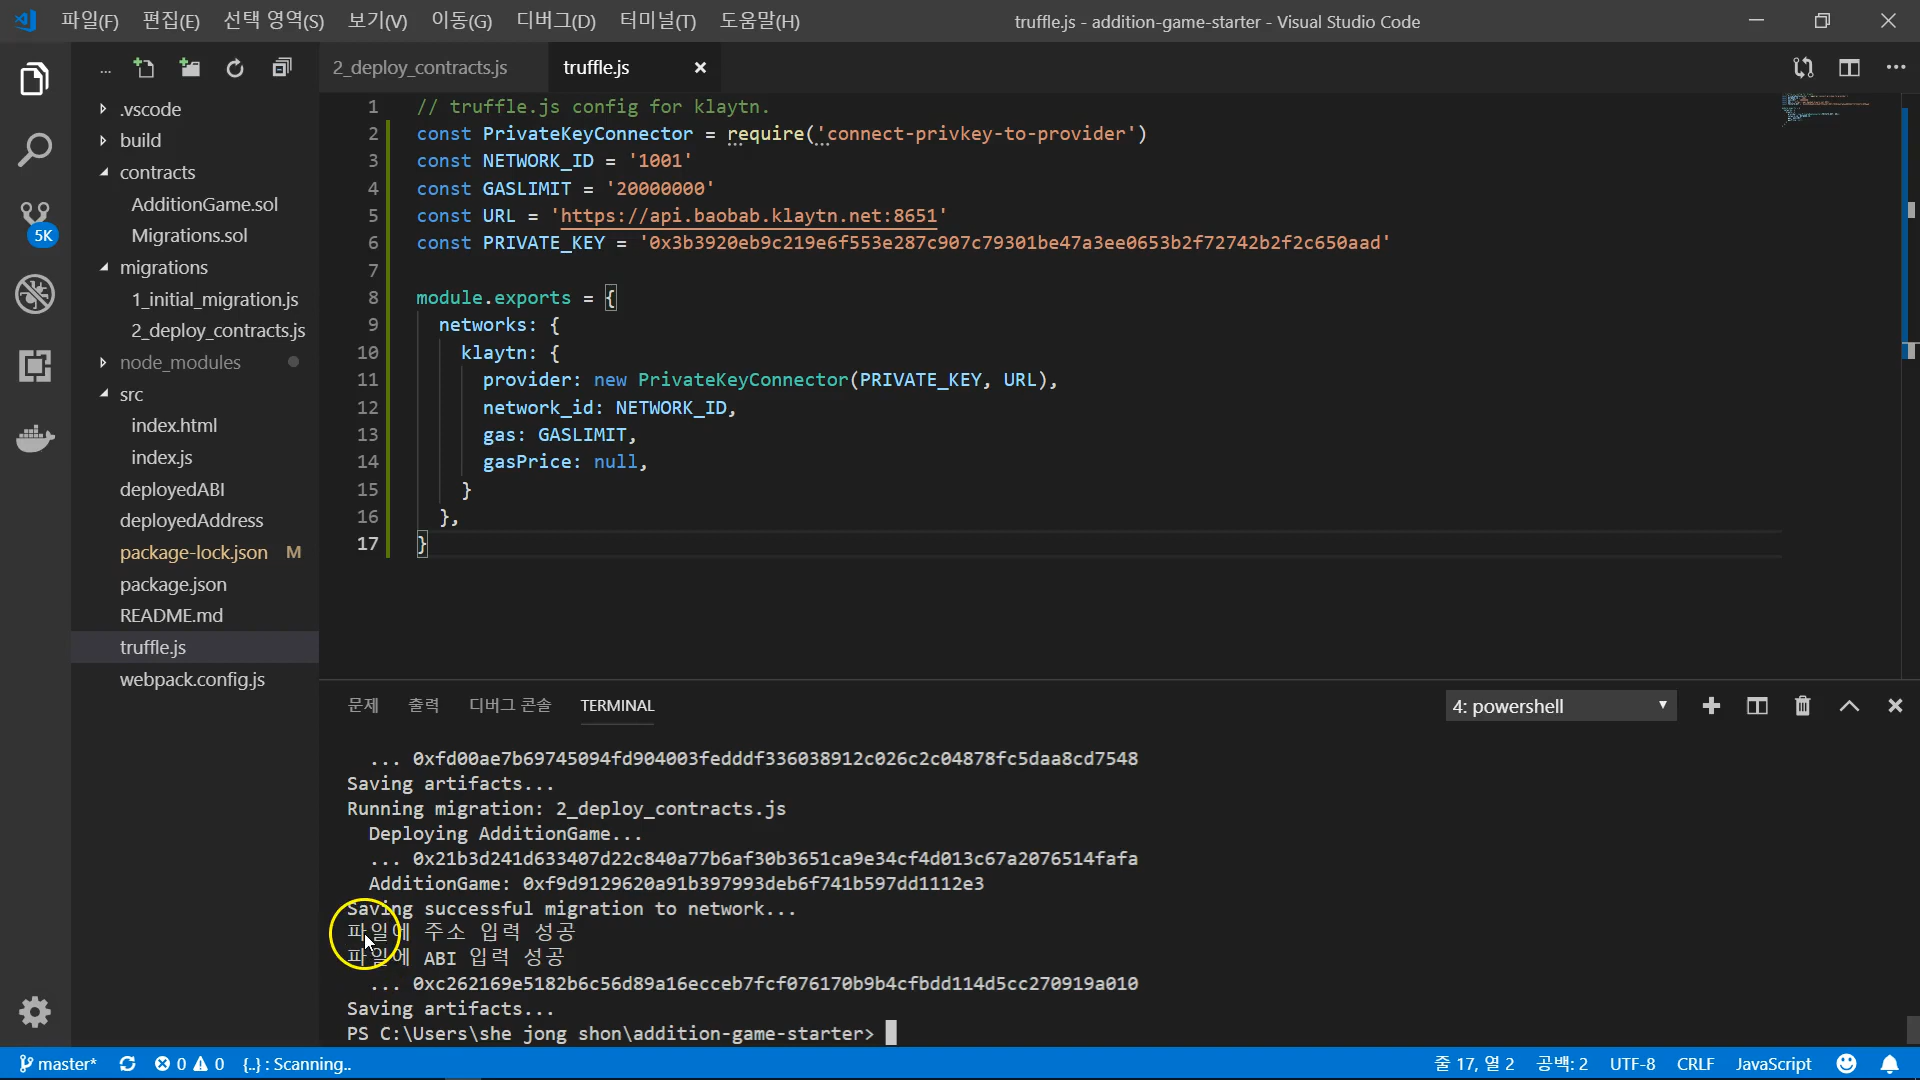 파일(F) 편집(E) 선택 영역(S) 보기(V) 이동(G) 디버그(D) 터미널(T) 도움말(H)
truffle.js - addition-game-starter - Visual Studio Code
...
.vscode
build
contracts
AdditionGame.sol
Migrations.sol
migrations
1_initial_migration.js
2_deploy_contracts.js
node_modules
src
index.html
index.js
deployedABI
deployedAddress
package-lock.json M
package.json
README.md
truffle.js
webpack.config.js
5K
2_deploy_contracts.js truffle.js
1 // truffle.js config for klaytn.
2 const PrivateKeyConnector = require('connect-privkey-to-provider')
3 const NETWORK_ID = '1001'
4 const GASLIMIT = '20000000'
5 const URL = 'https://api.baobab.klaytn.net:8651'
6 const PRIVATE_KEY = '0x3b3920eb9c219e6f553e287c907c79301be47a3ee0653b2f72742b2f2c650aad'
7
8 module.exports = {
9 networks: {
10 klaytn: {
11 provider: new PrivateKeyConnector(PRIVATE_KEY, URL),
12 network_id: NETWORK_ID,
13 gas: GASLIMIT,
14 gasPrice: null,
15 }
16 },
17 }
문제 출력 디버그 콘솔 TERMINAL
4: powershell
... 0xfd00ae7b69745094fd904003fedddf336038912c026c2c04878fc5daa8cd7548
Saving artifacts...
Running migration: 2_deploy_contracts.js
Deploying AdditionGame...
... 0x21b3d241d633407d22c840a77b6af30b3651ca9e34cf4d013c67a2076514fafa
AdditionGame: 0xf9d9129620a91b397993deb6f741b597dd1112e3
Saving successful migration to network...
파일에 주소 입력 성공
파일에 ABI 입력 성공
... 0xc262169e5182b6c56d89a16ecceb7fcf076170b9b4cfbdd114d5cc270919a010
Saving artifacts...
PS C:\Users\she jong shon\addition-game-starter>
master* 0 0 {..} : Scanning..
줄 17, 열 2 공백: 2 UTF-8 CRLF JavaScript